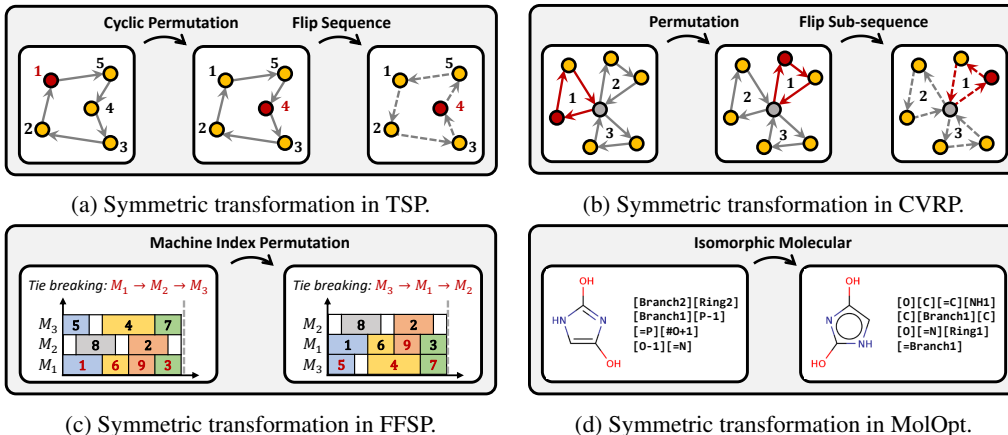 Cyclic Permutation
Flip Sequence
1
5
4
2
3
1
5
4
2
3
1
5
4
2
3
(a) Symmetric transformation in TSP.
Permutation
Flip Sub-sequence
2
1
3
1
2
3
1
2
3
(b) Symmetric transformation in CVRP.
Machine Index Permutation
Tie breaking: M₁ → M₂ → M₃
M₃ 5 4 7
M₂ 8 2
M₁ 1 6 9 3
Tie breaking: M₃ → M₁ → M₂
M₂ 8 2
M₁ 1 6 9 3
M₃ 5 4 7
(c) Symmetric transformation in FFSP.
Isomorphic Molecular
OH
N
HN
OH
[Branch2][Ring2]
[Branch1][P-1]
[=P][#O+1]
[O-1][=N]
OH
N
NH
HO
[O][C][=C][NH1]
[C][Branch1][C]
[O][=N][Ring1]
[=Branch1]
(d) Symmetric transformation in MolOpt.